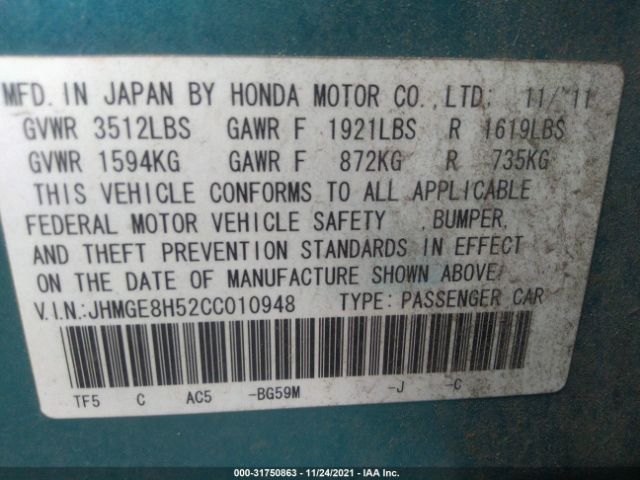 MFD. IN JAPAN BY HONDA MOTOR CO., LTD; 11/'11
GVWR 3512LBS GAWR F 1921LBS R 1619LBS
GVWR 1594KG GAWR F 872KG R 735KG
THIS VEHICLE CONFORMS TO ALL APPLICABLE
FEDERAL MOTOR VEHICLE SAFETY ,BUMPER,
AND THEFT PREVENTION STANDARDS IN EFFECT
ON THE DATE OF MANUFACTURE SHOWN ABOVE.
V.I.N.:JHMGE8H52CC010948 TYPE: PASSENGER CAR
TF5 C AC5 -BG59M -J -C
000-31750863 - 11/24/2021 - IAA Inc.